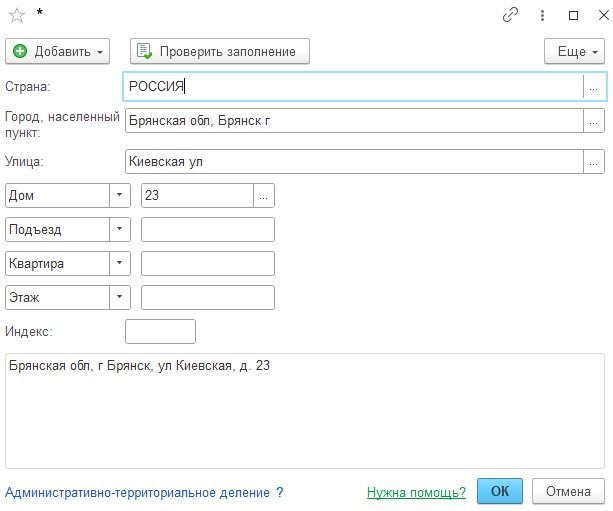 *
Добавить Проверить заполнение Еще
Страна: РОССИЯ ...
Город, населенный пункт: Брянская обл, Брянск г ...
Улица: Киевская ул ...
Дом 23 ...
Подъезд
Квартира
Этаж
Индекс:
Брянская обл, г Брянск, ул Киевская, д. 23
Административно-территориальное деление ? Нужна помощь? ОК Отмена